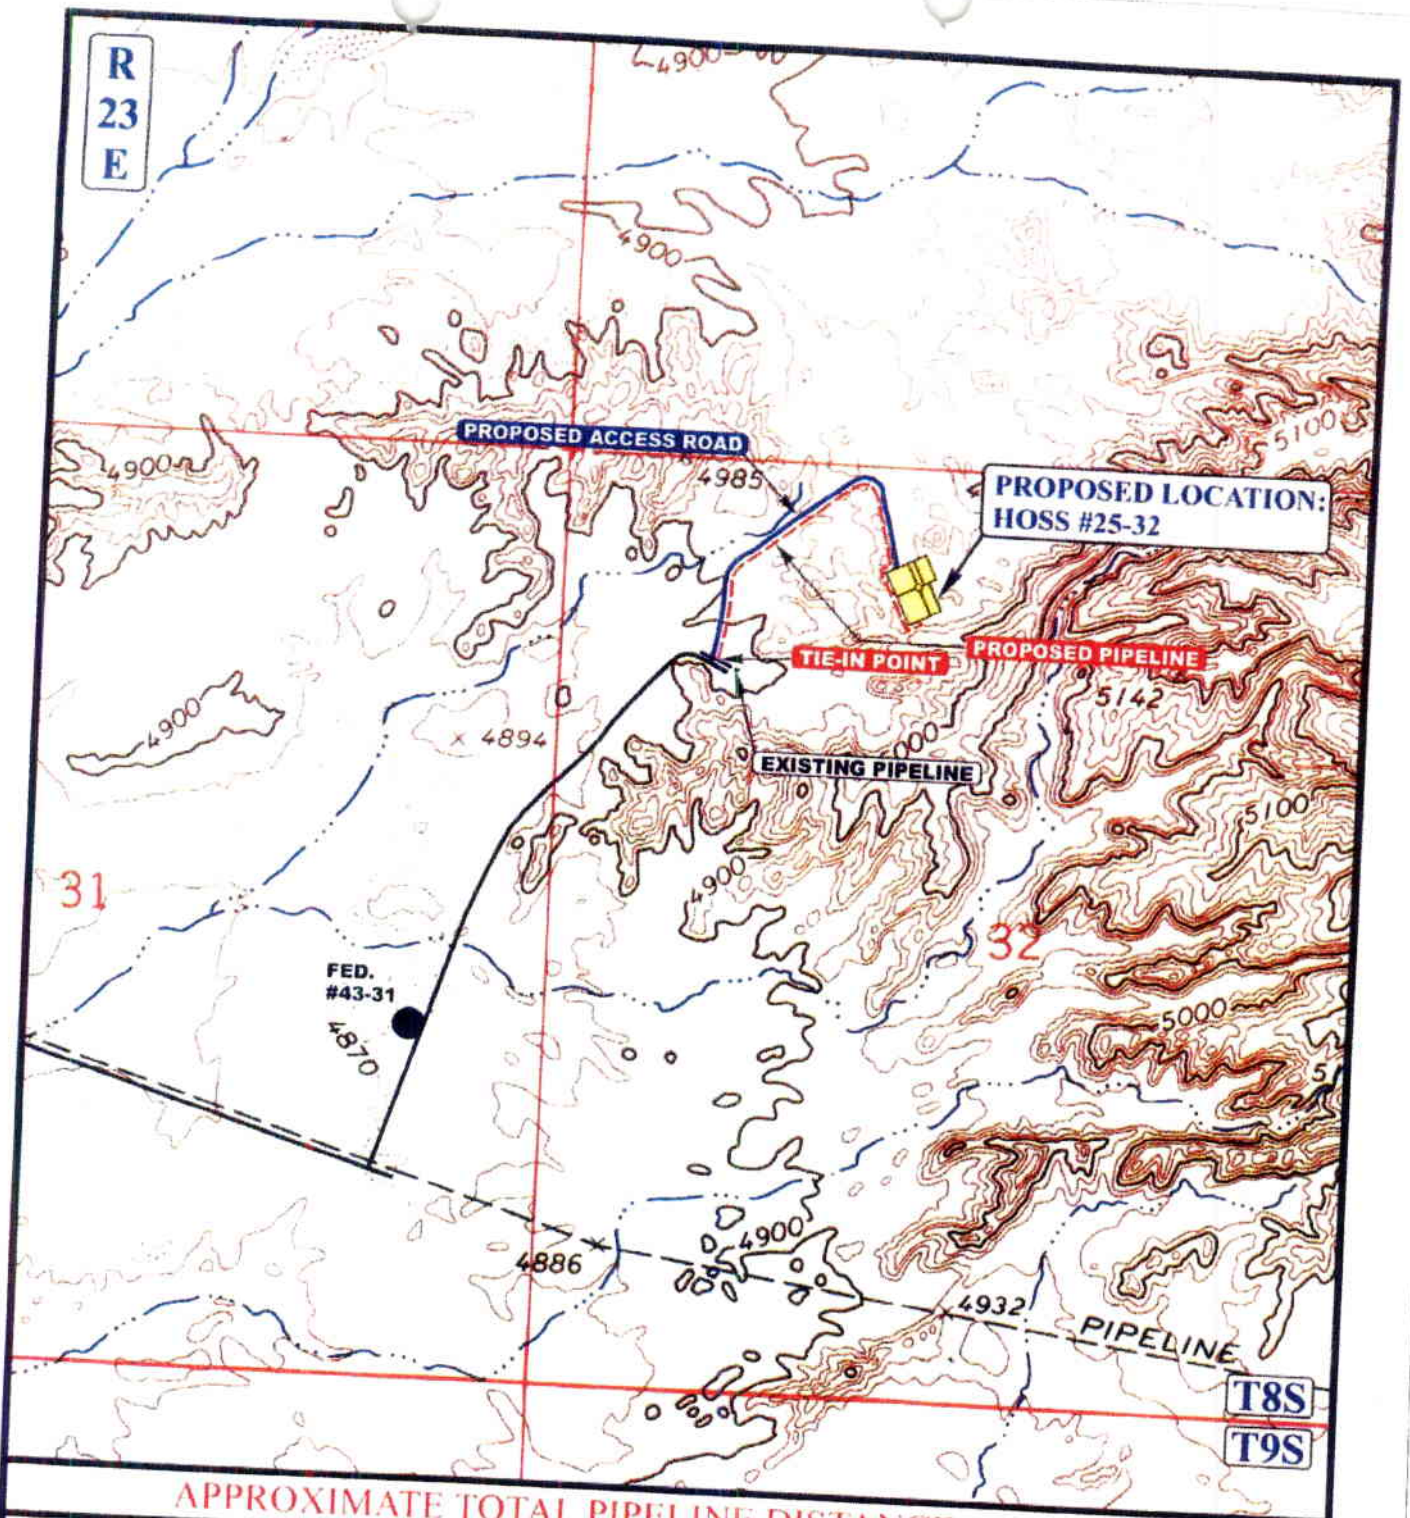 R
23
E
4900
4900
PROPOSED ACCESS ROAD
4900
4985
5100
PROPOSED LOCATION:
HOSS #25-32
TIE-IN POINT
PROPOSED PIPELINE
5142
4900
4894
EXISTING PIPELINE
5100
4900
31
32
FED.
#43-31
4870
5000
4900
4886
4932
PIPELINE
T8S
T9S
APPROXIMATE TOTAL PIPELINE